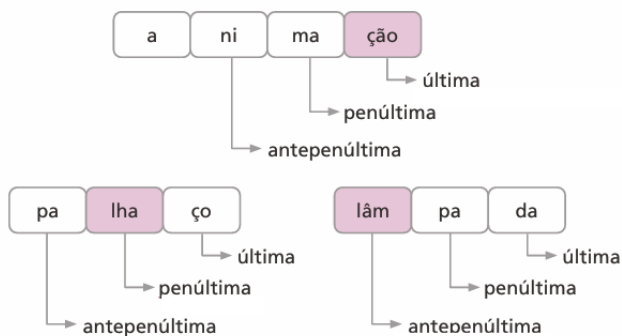 a ni ma ção
última
penúltima
antepenúltima
pa lha ço
última
penúltima
antepenúltima
lâm pa da
última
penúltima
antepenúltima